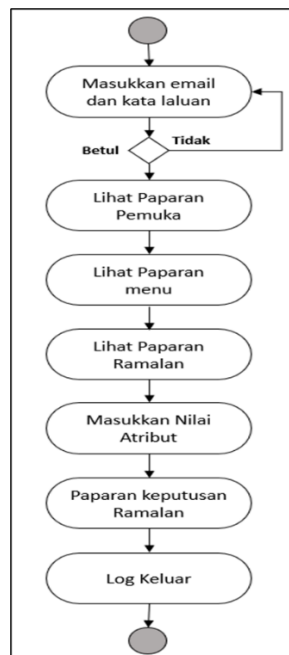 Masukkan email
dan kata laluan
Betul
Tidak
Lihat Paparan
Pemuka
Lihat Paparan
menu
Lihat Paparan
Ramalan
Masukkan Nilai
Atribut
Paparan keputusan
Ramalan
Log Keluar